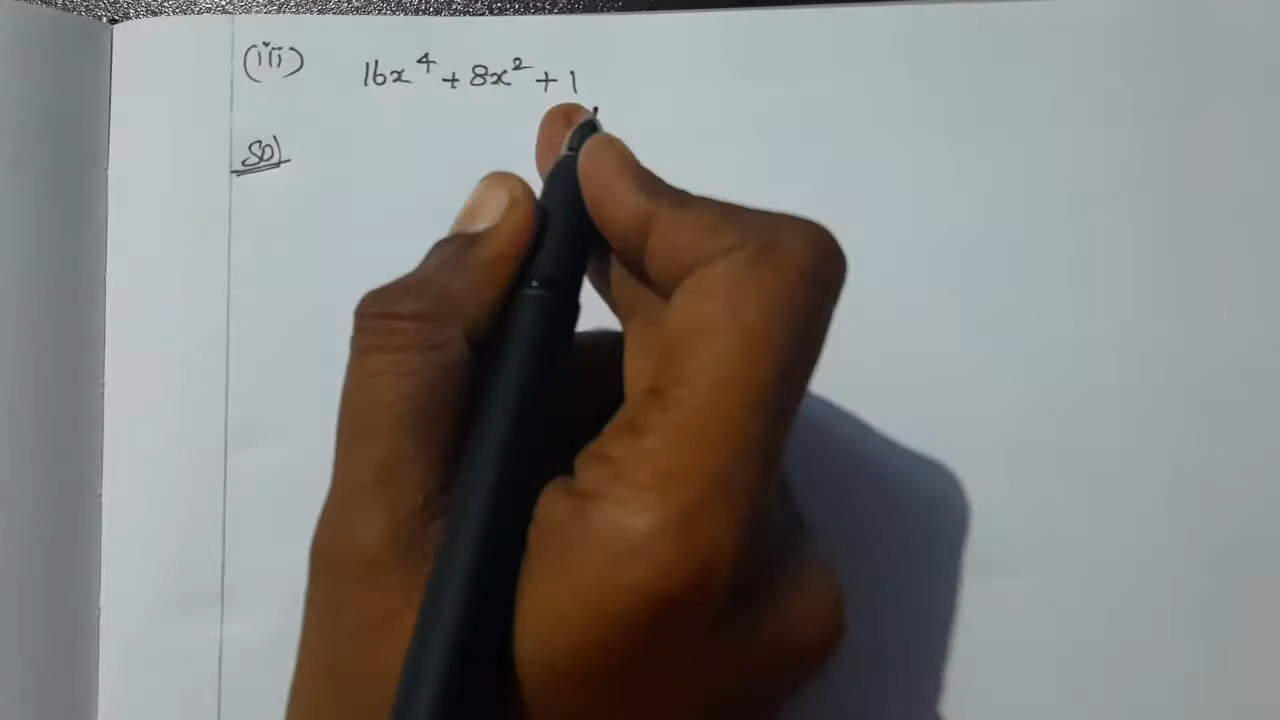 (iii) 16x⁴ + 8x² + 1
Sol